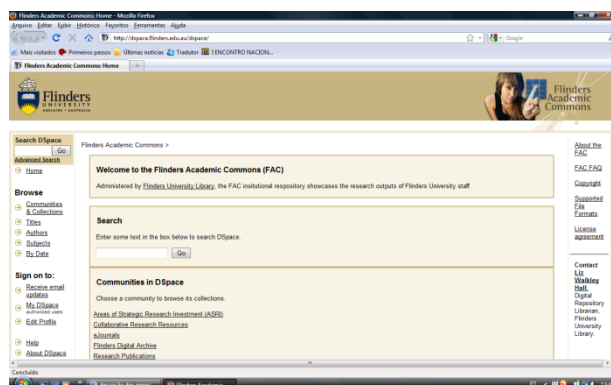 Flinders Academic Commons: Home - Mozilla Firefox
Arquivo Editar Exibir Histórico Favoritos Ferramentas Ajuda
http://dspace.flinders.edu.au/dspace/
Google
Mais visitados Primeiros passos Últimas notícias Tradutor I ENCONTRO NACION...
Flinders Academic Commons: Home
Flinders
UNIVERSITY
ADELAIDE • AUSTRALIA
Flinders
Academic
Commons
Search DSpace
Go
Advanced Search
Home
Browse
Communities
& Collections
Titles
Authors
Subjects
By Date
Sign on to:
Receive email
updates
My DSpace
authorized users
Edit Profile
Help
About DSpace
Flinders Academic Commons >
Welcome to the Flinders Academic Commons (FAC)
Administered by Flinders University Library, the FAC insitutional respository showcases the research outputs of Flinders University staff.
Search
Enter some text in the box below to search DSpace.
Go
Communities in DSpace
Choose a community to browse its collections.
Areas of Strategic Research Investment (ASRI)
Collaborative Research Resources
eJournals
Flinders Digital Archive
Research Publications
About the
FAC
FAC FAQ
Copyright
Supported
File
Formats
License
agreement
Contact
Liz
Walkley
Hall,
Digital
Repository
Librarian,
Flinders
University
Library.
Concluído
Flinders Academic
PT